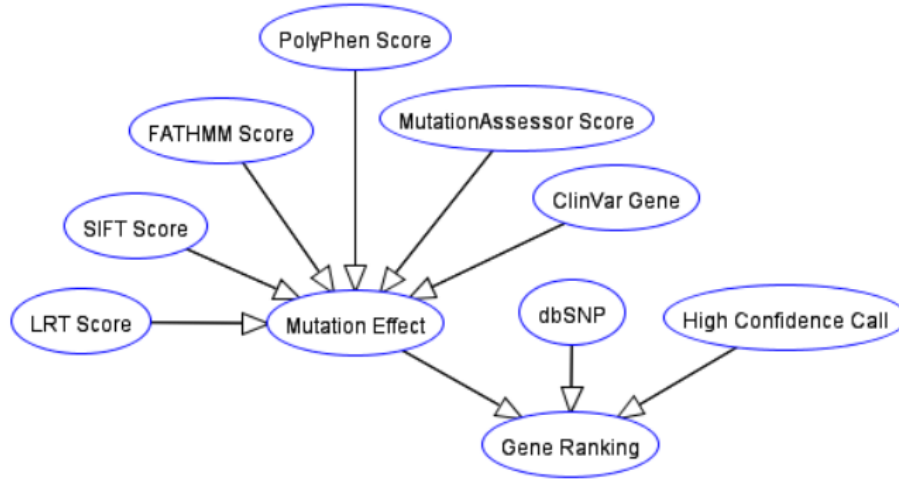 PolyPhen Score
MutationAssessor Score
FATHMM Score
ClinVar Gene
SIFT Score
LRT Score
Mutation Effect
dbSNP
High Confidence Call
Gene Ranking